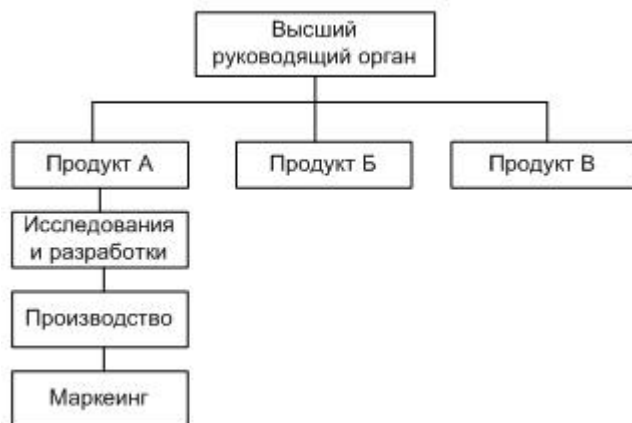 Высший
руководящий орган
Продукт А
Продукт Б
Продукт В
Исследования
и разработки
Производство
Маркеинг